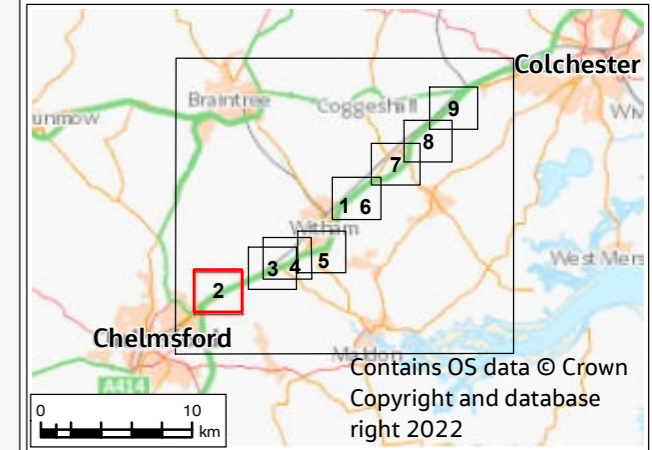 Colchester
Braintree
Coggeshall
unmow
9
8
7
1 6
Witham
5
4
3
2
West Mers
Chelmsford
Maldon
A414
Contains OS data © Crown
Copyright and database
right 2022
0 10
km